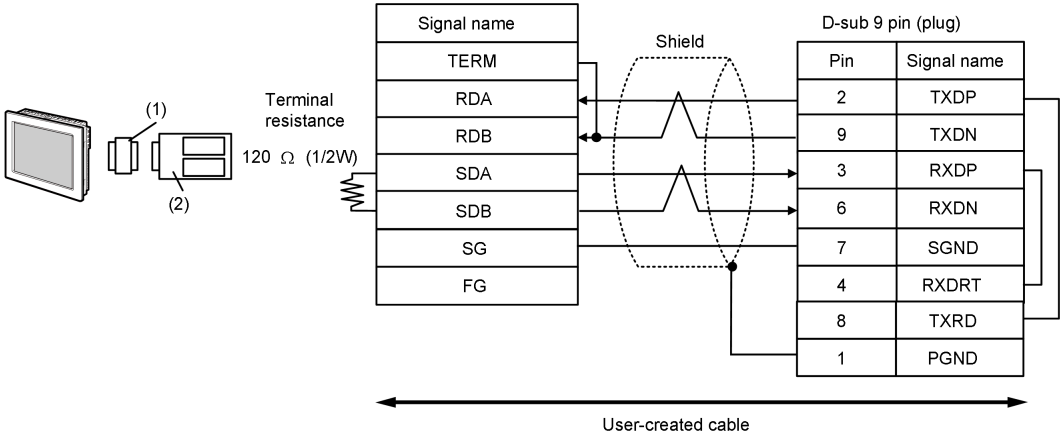 (1)
(2)
Terminal
resistance
120 Ω (1/2W)
Signal name
TERM
RDA
RDB
SDA
SDB
SG
FG
Shield
D-sub 9 pin (plug)
Pin Signal name
2 TXDP
9 TXDN
3 RXDP
6 RXDN
7 SGND
4 RXDRT
8 TXRD
1 PGND
User-created cable